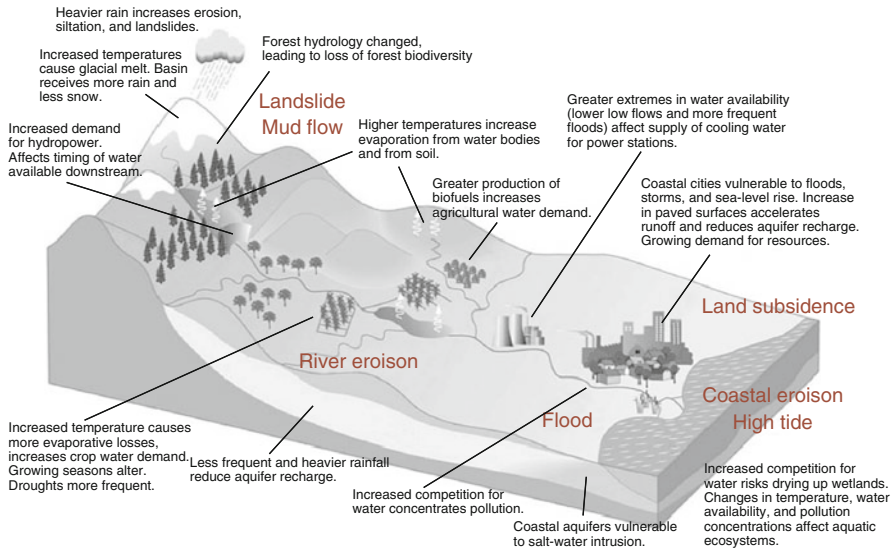 Heavier rain increases erosion,
siltation, and landslides.
Increased temperatures
cause glacial melt. Basin
receives more rain and
less snow.
Forest hydrology changed,
leading to loss of forest biodiversity
Landslide
Mud flow
Increased demand
for hydropower.
Affects timing of water
available downstream.
Higher temperatures increase
evaporation from water bodies
and from soil.
Greater extremes in water availability
(lower low flows and more frequent
floods) affect supply of cooling water
for power stations.
Greater production of
biofuels increases
agricultural water demand.
Coastal cities vulnerable to floods,
storms, and sea-level rise. Increase
in paved surfaces accelerates
runoff and reduces aquifer recharge.
Growing demand for resources.
Land subsidence
River eroison
Coastal eroison
High tide
Flood
Increased temperature causes
more evaporative losses,
increases crop water demand.
Growing seasons alter.
Droughts more frequent.
Less frequent and heavier rainfall
reduce aquifer recharge.
Increased competition for
water concentrates pollution.
Coastal aquifers vulnerable
to salt-water intrusion.
Increased competition for
water risks drying up wetlands.
Changes in temperature, water
availability, and pollution
concentrations affect aquatic
ecosystems.